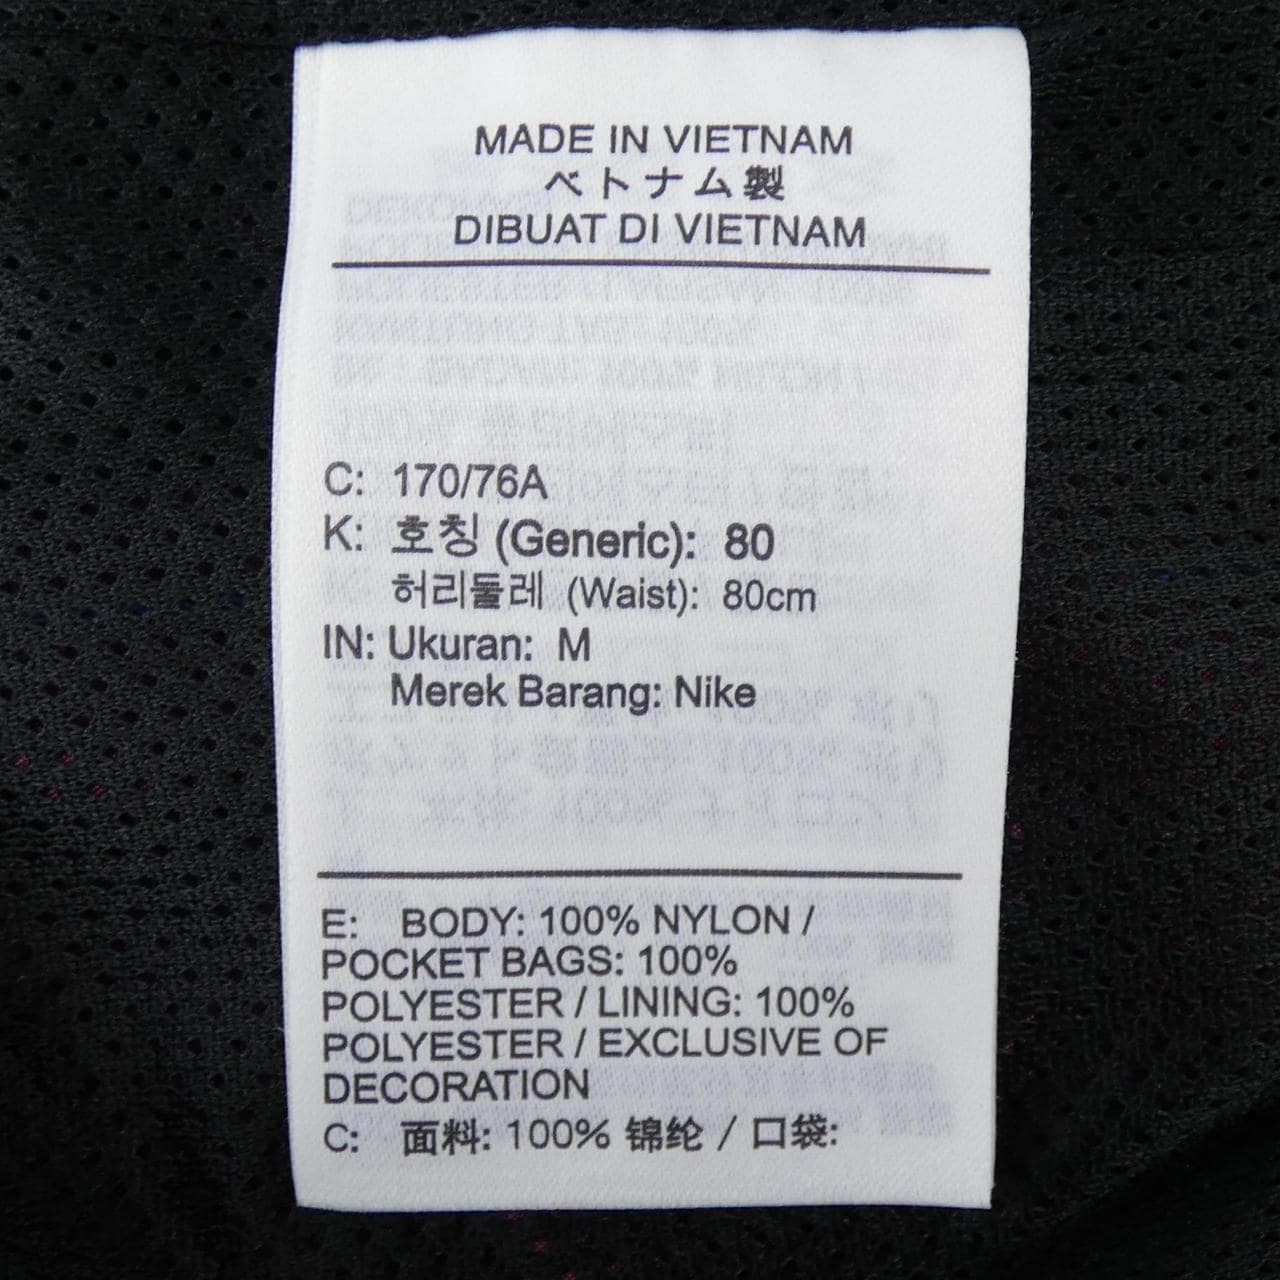 MADE IN VIETNAM
ベトナム製
DIBUAT DI VIETNAM
C: 170/76A
K: 호칭 (Generic): 80
허리둘레 (Waist): 80cm
IN: Ukuran: M
Merek Barang: Nike
E: BODY: 100% NYLON /
POCKET BAGS: 100%
POLYESTER / LINING: 100%
POLYESTER / EXCLUSIVE OF
DECORATION
C: 面料: 100% 锦纶 / 口袋: